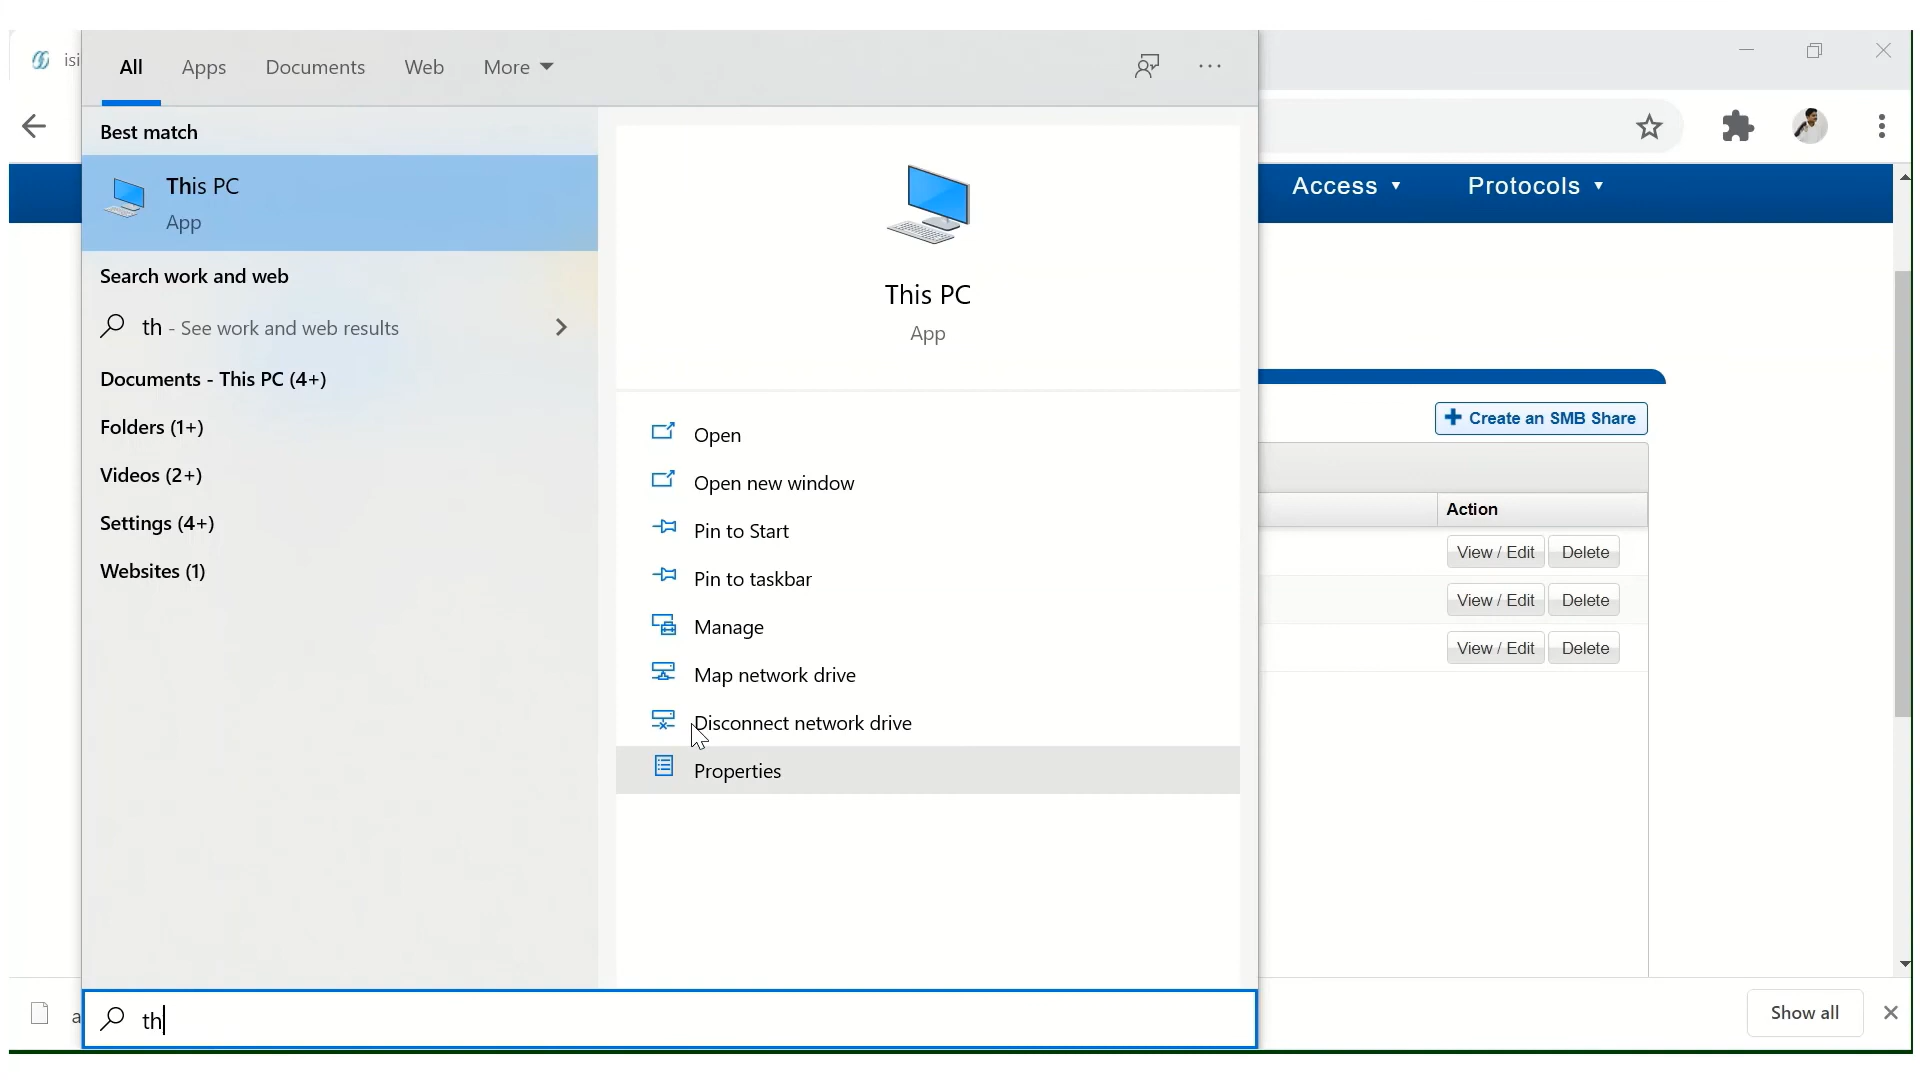 isi
All Apps Documents Web More
Best match
This PC
App
Search work and web
th - See work and web results
Documents - This PC (4+)
Folders (1+)
Videos (2+)
Settings (4+)
Websites (1)
This PC
App
Open
Open new window
Pin to Start
Pin to taskbar
Manage
Map network drive
Disconnect network drive
Properties
Access Protocols
Create an SMB Share
Action
View / Edit Delete
View / Edit Delete
View / Edit Delete
a
th
Show all